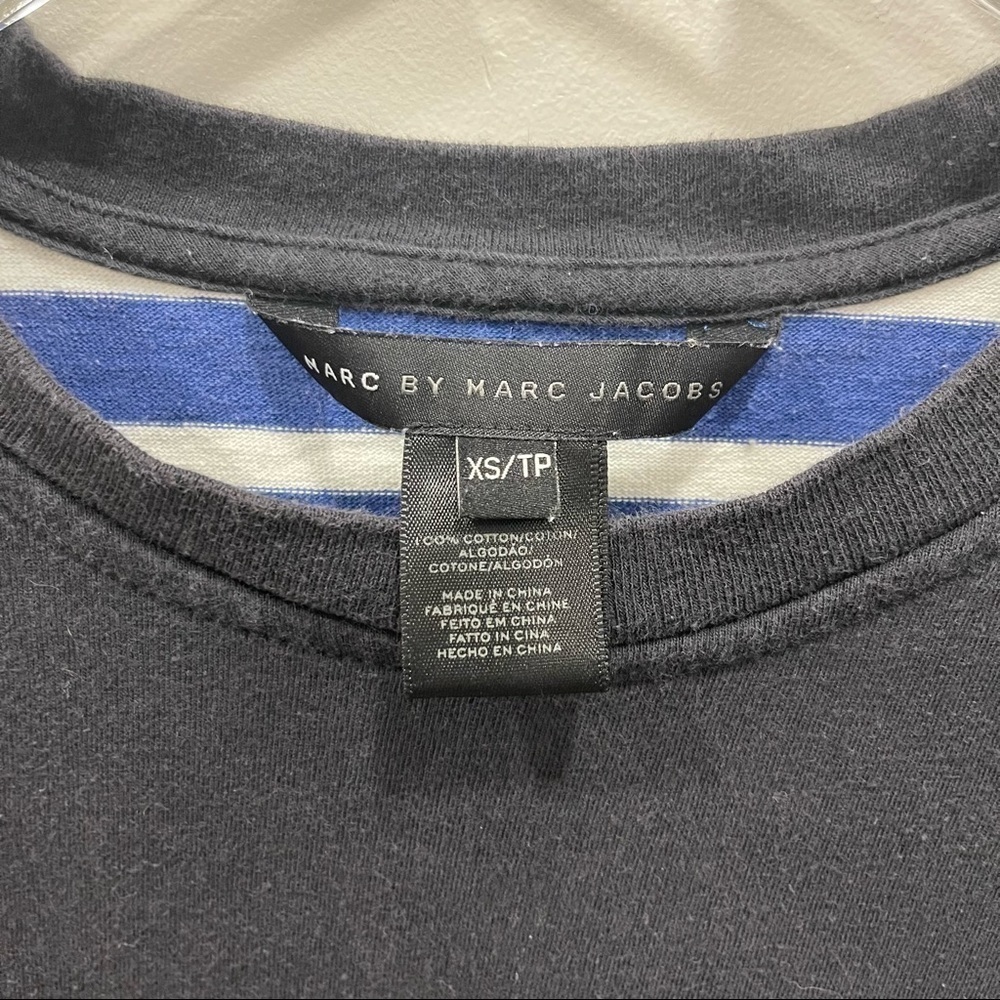 MARC BY MARC JACOBS
XS/TP
100% COTTON/COTON/
ALGODÃO/
COTONE/ALGODÓN
MADE IN CHINA
FABRIQUÉ EN CHINE
FEITO EM CHINA
FATTO IN CINA
HECHO EN CHINA